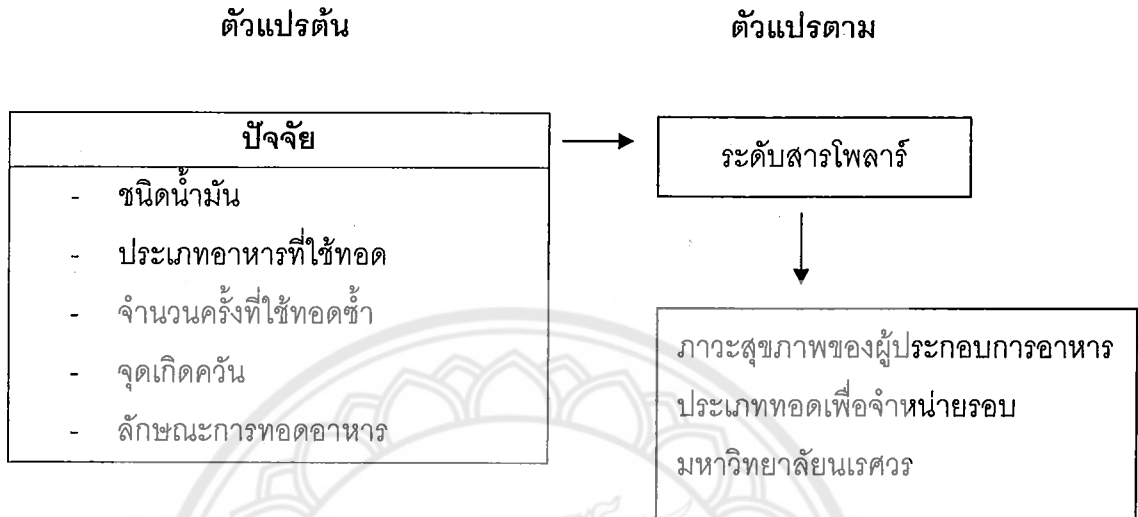 ตัวแปรต้น
ตัวแปรตาม
ปัจจัย
- ชนิดน้ำมัน
- ประเภทอาหารที่ใช้ทอด
- จำนวนครั้งที่ใช้ทอดซ้ำ
- จุดเกิดควัน
- ลักษณะการทอดอาหาร
ระดับสารโพลาร์
ภาวะสุขภาพของผู้ประกอบการอาหาร
ประเภททอดเพื่อจำหน่ายรอบ
มหาวิทยาลัยนเรศวร